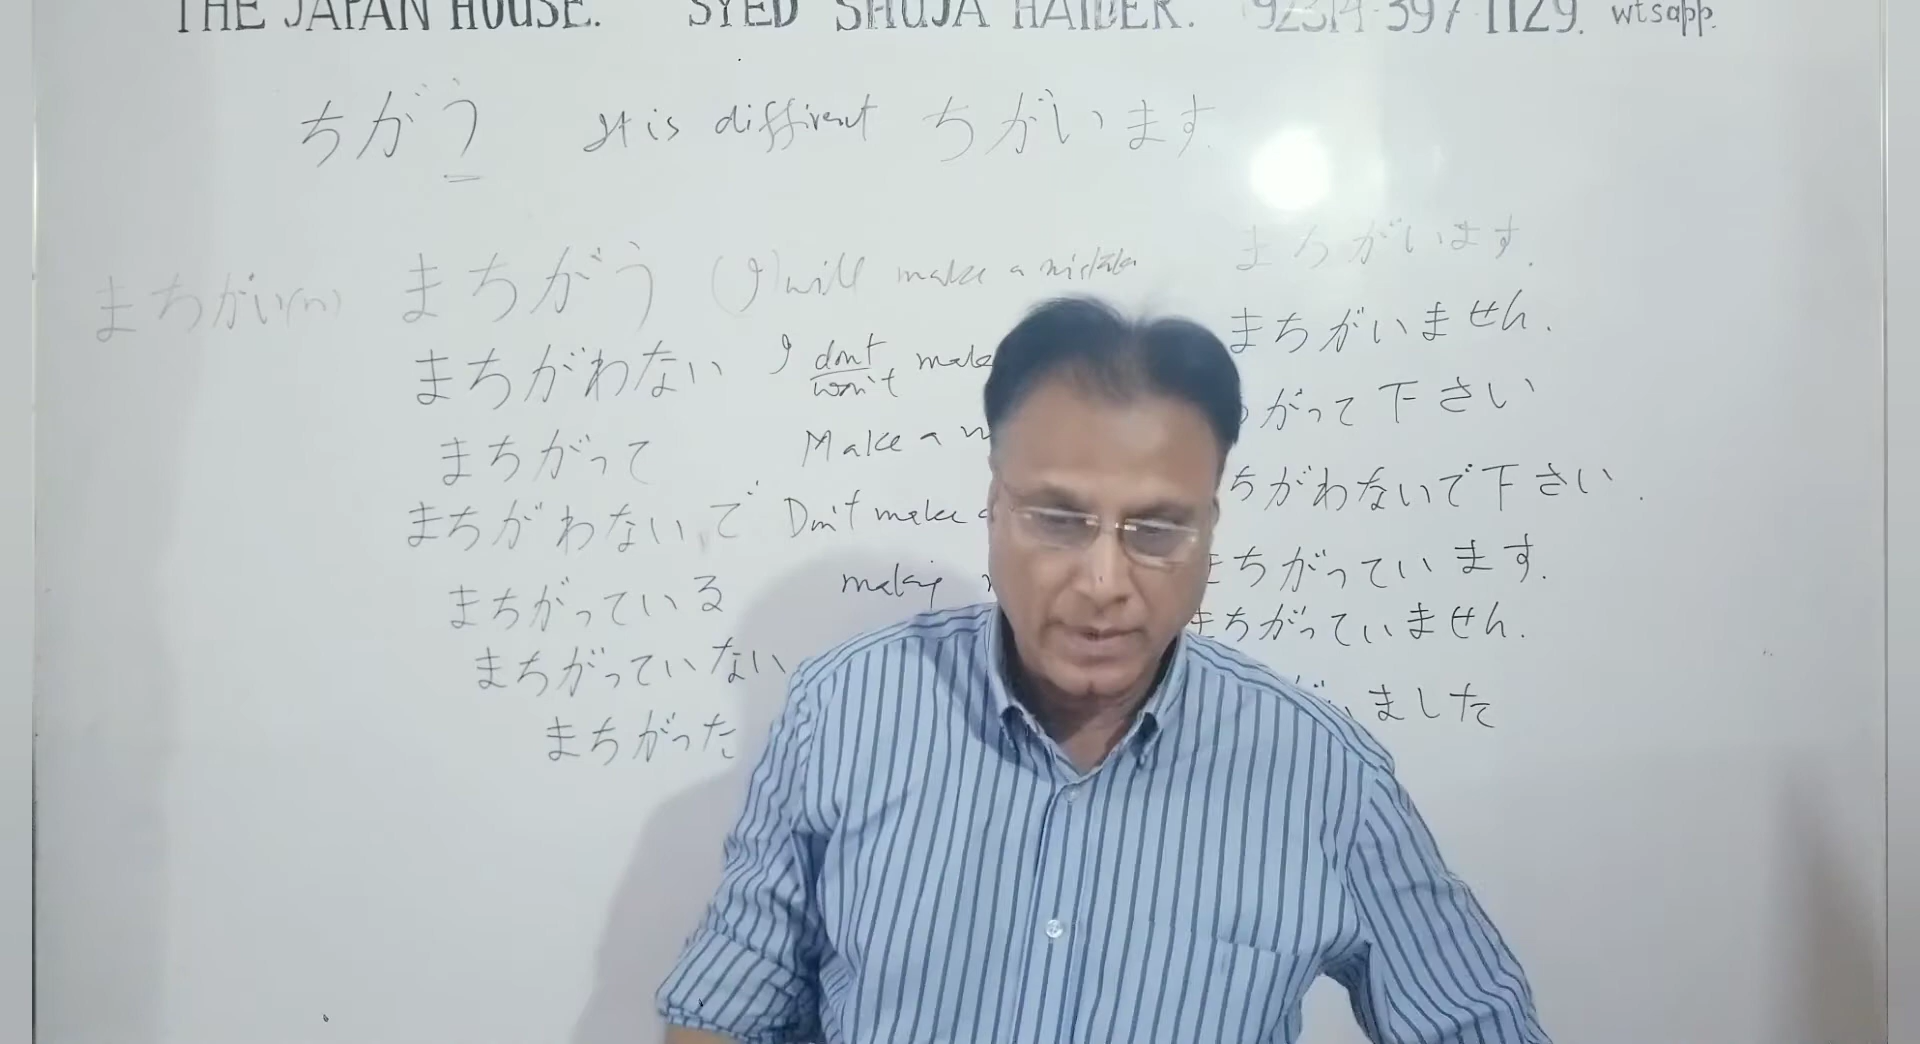 THE JAPAN HOUSE. SYED SHUJA HAIDER. 92314-397-1129. wtsapp.
ちがう It is diffirent ちがいます.
まちがい(n) まちがう (I) will make a mistake まちがいます.
まちがわない I don't won't make まちがいません.
まちがって Make a がって下さい
まちがわないで Don't make ちがわないで下さい.
まちがっている making ちがっています.
まちがっていない ちがっていません.
まちがった ました